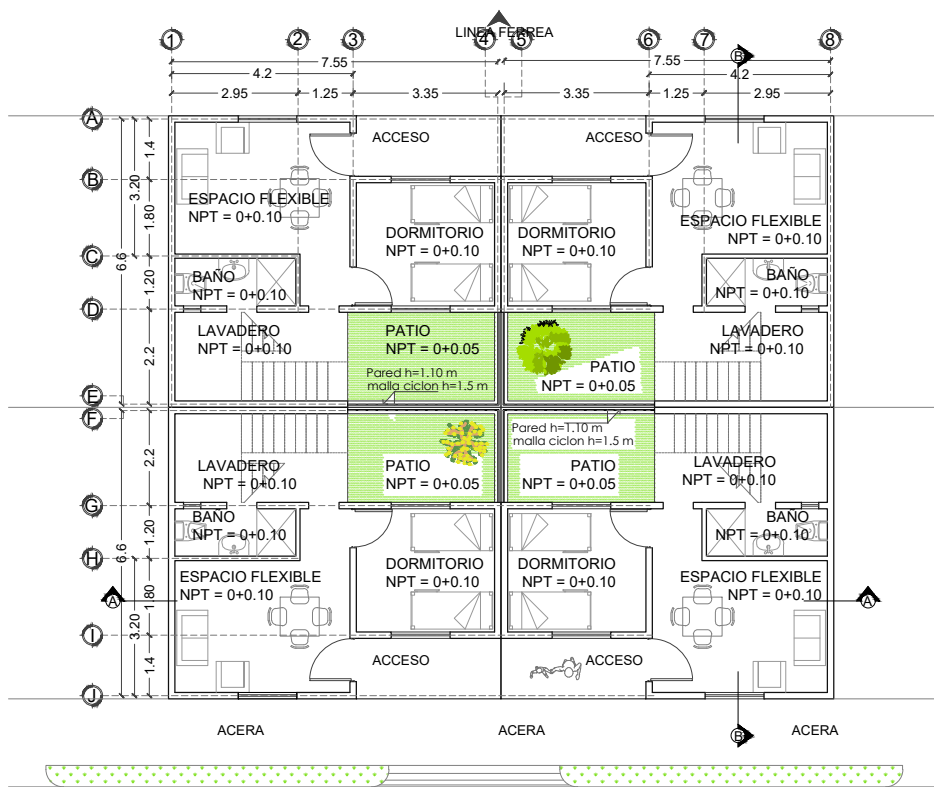 LINEA FERREA
1 2 3 4 5 6 7 8
B
7.55 7.55
4.2 4.2
2.95 1.25 3.35 3.35 1.25 2.95
A
ACCESO ACCESO
1.4
B
3.20
ESPACIO FLEXIBLE
NPT = 0+0.10
1.80
ESPACIO FLEXIBLE
NPT = 0+0.10
DORMITORIO
NPT = 0+0.10
DORMITORIO
NPT = 0+0.10
C
6.6
1.20
BAÑO
NPT = 0+0.10
BAÑO
NPT = 0+0.10
D
LAVADERO
NPT = 0+0.10
PATIO
NPT = 0+0.05
LAVADERO
NPT = 0+0.10
2.2
PATIO
NPT = 0+0.05
Pared h=1.10 m
malla ciclon h=1.5 m
E
F
Pared h=1.10 m
malla ciclon h=1.5 m
2.2
LAVADERO
NPT = 0+0.10
PATIO
NPT = 0+0.05
PATIO
NPT = 0+0.05
LAVADERO
NPT = 0+0.10
G
BAÑO
NPT = 0+0.10
BAÑO
NPT = 0+0.10
1.20
6.6
H
DORMITORIO
NPT = 0+0.10
DORMITORIO
NPT = 0+0.10
ESPACIO FLEXIBLE
NPT = 0+0.10
ESPACIO FLEXIBLE
NPT = 0+0.10
1.80
A A
3.20
I
1.4
ACCESO ACCESO
J
ACERA ACERA ACERA
B